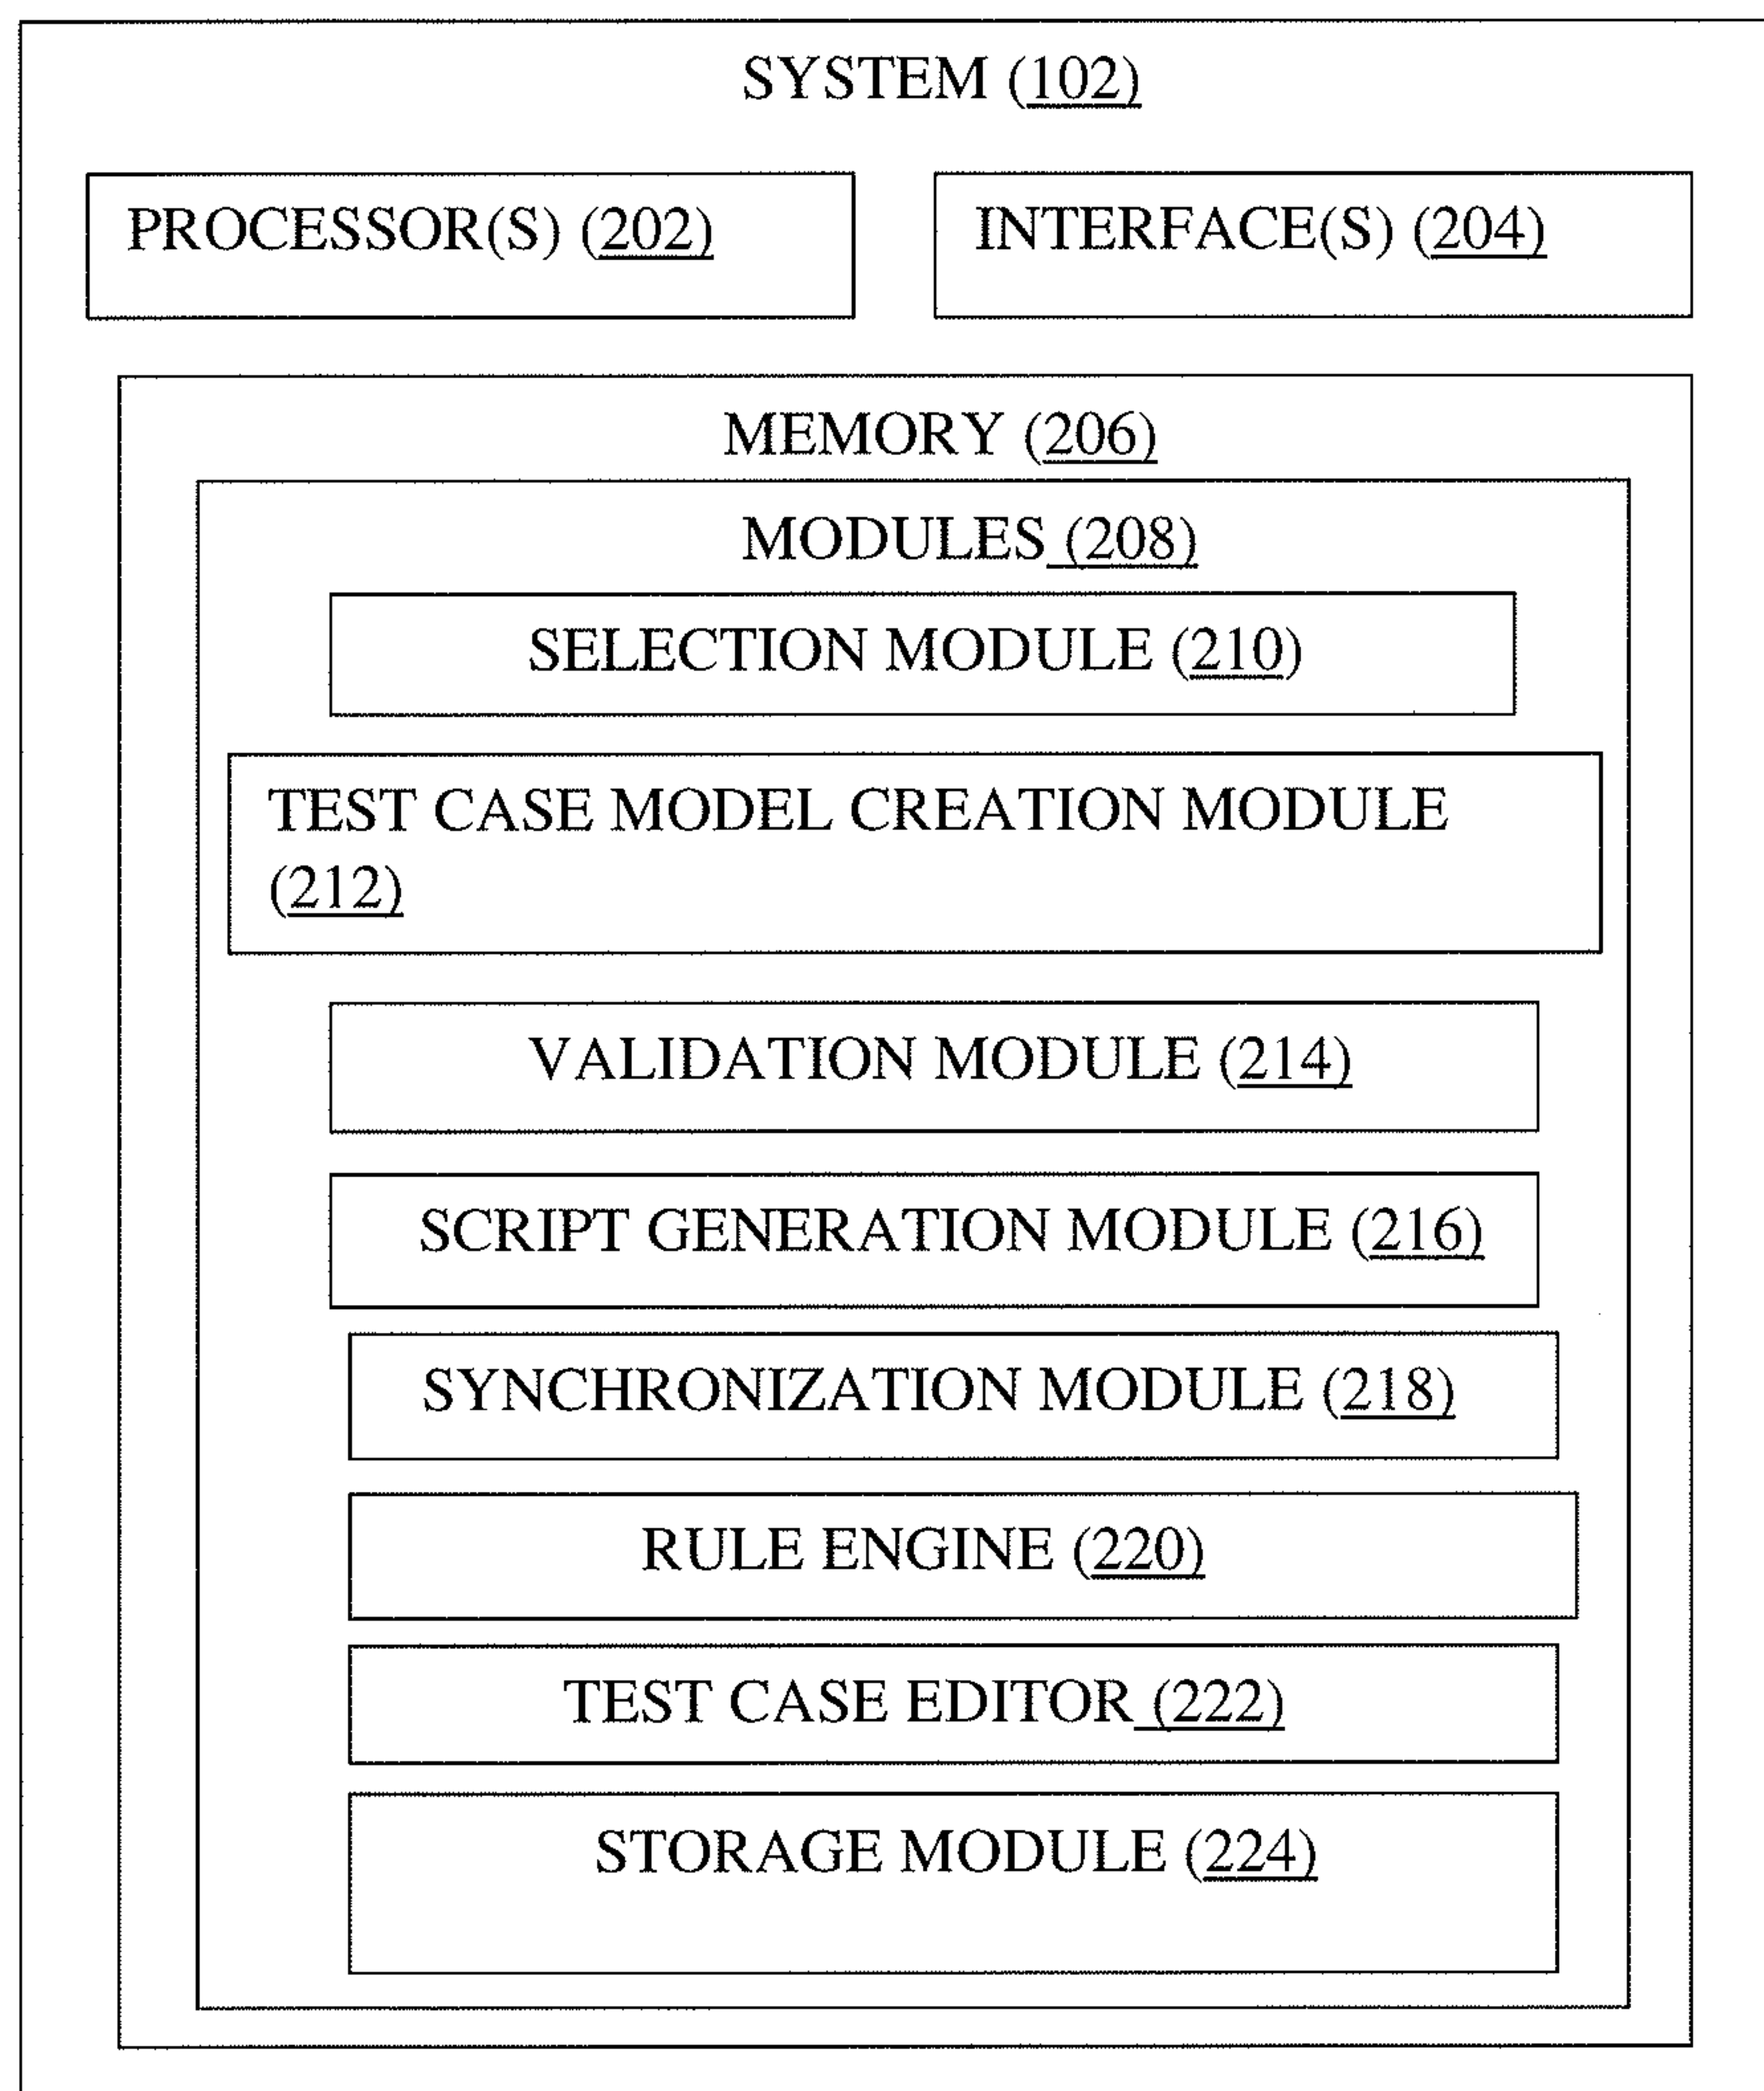 SYSTEM (102)
PROCESSOR(S) (202)
INTERFACE(S) (204)
MEMORY (206)
MODULES (208)
SELECTION MODULE (210)
TEST CASE MODEL CREATION MODULE
(212)
VALIDATION MODULE (214)
SCRIPT GENERATION MODULE (216)
SYNCHRONIZATION MODULE (218)
RULE ENGINE (220)
TEST CASE EDITOR (222)
STORAGE MODULE (224)